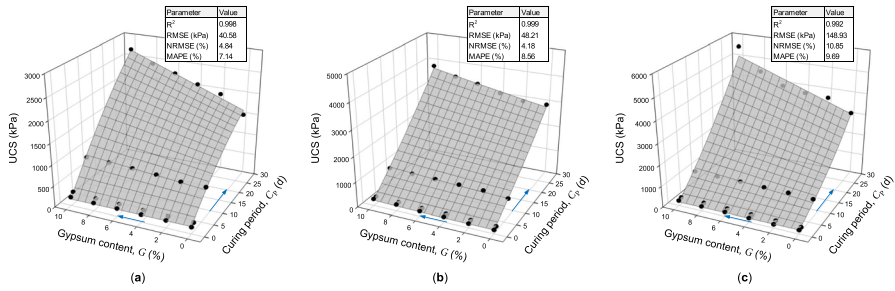 Parameter Value
R2 0.998
RMSE (kPa) 40.58
NRMSE (%) 4.84
MAPE (%) 7.14
3000
2500
2000
1500
1000
500
0
UCS (kPa)
10 8 6 4 2 0
Gypsum content, G (%)
0 5 10 15 20 25 30
Curing period, CP (d)
(a)
Parameter Value
R2 0.999
RMSE (kPa) 48.21
NRMSE (%) 4.18
MAPE (%) 8.56
5000
4000
3000
2000
1000
0
UCS (kPa)
10 8 6 4 2 0
Gypsum content, G (%)
0 5 10 15 20 25 30
Curing period, CP (d)
(b)
Parameter Value
R2 0.992
RMSE (kPa) 148.93
NRMSE (%) 10.85
MAPE (%) 9.69
6000
5000
4000
3000
2000
1000
0
UCS (kPa)
10 8 6 4 2 0
Gypsum content, G (%)
0 5 10 15 20 25 30
Curing period, CP (d)
(c)